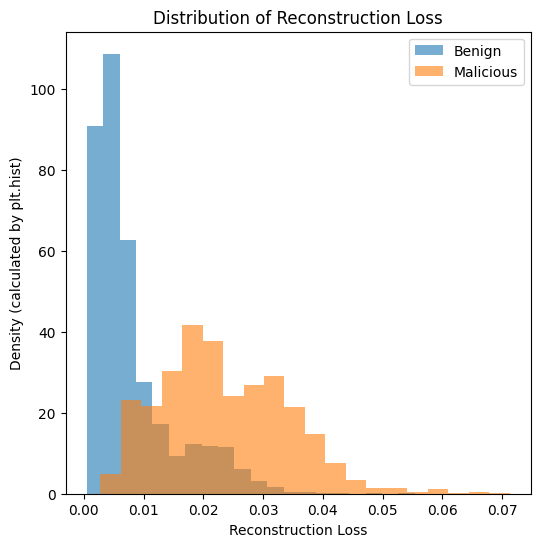 Distribution of Reconstruction Loss
Benign
Malicious
Density (calculated by plt.hist)
100
80
60
40
20
0
0.00 0.01 0.02 0.03 0.04 0.05 0.06 0.07
Reconstruction Loss